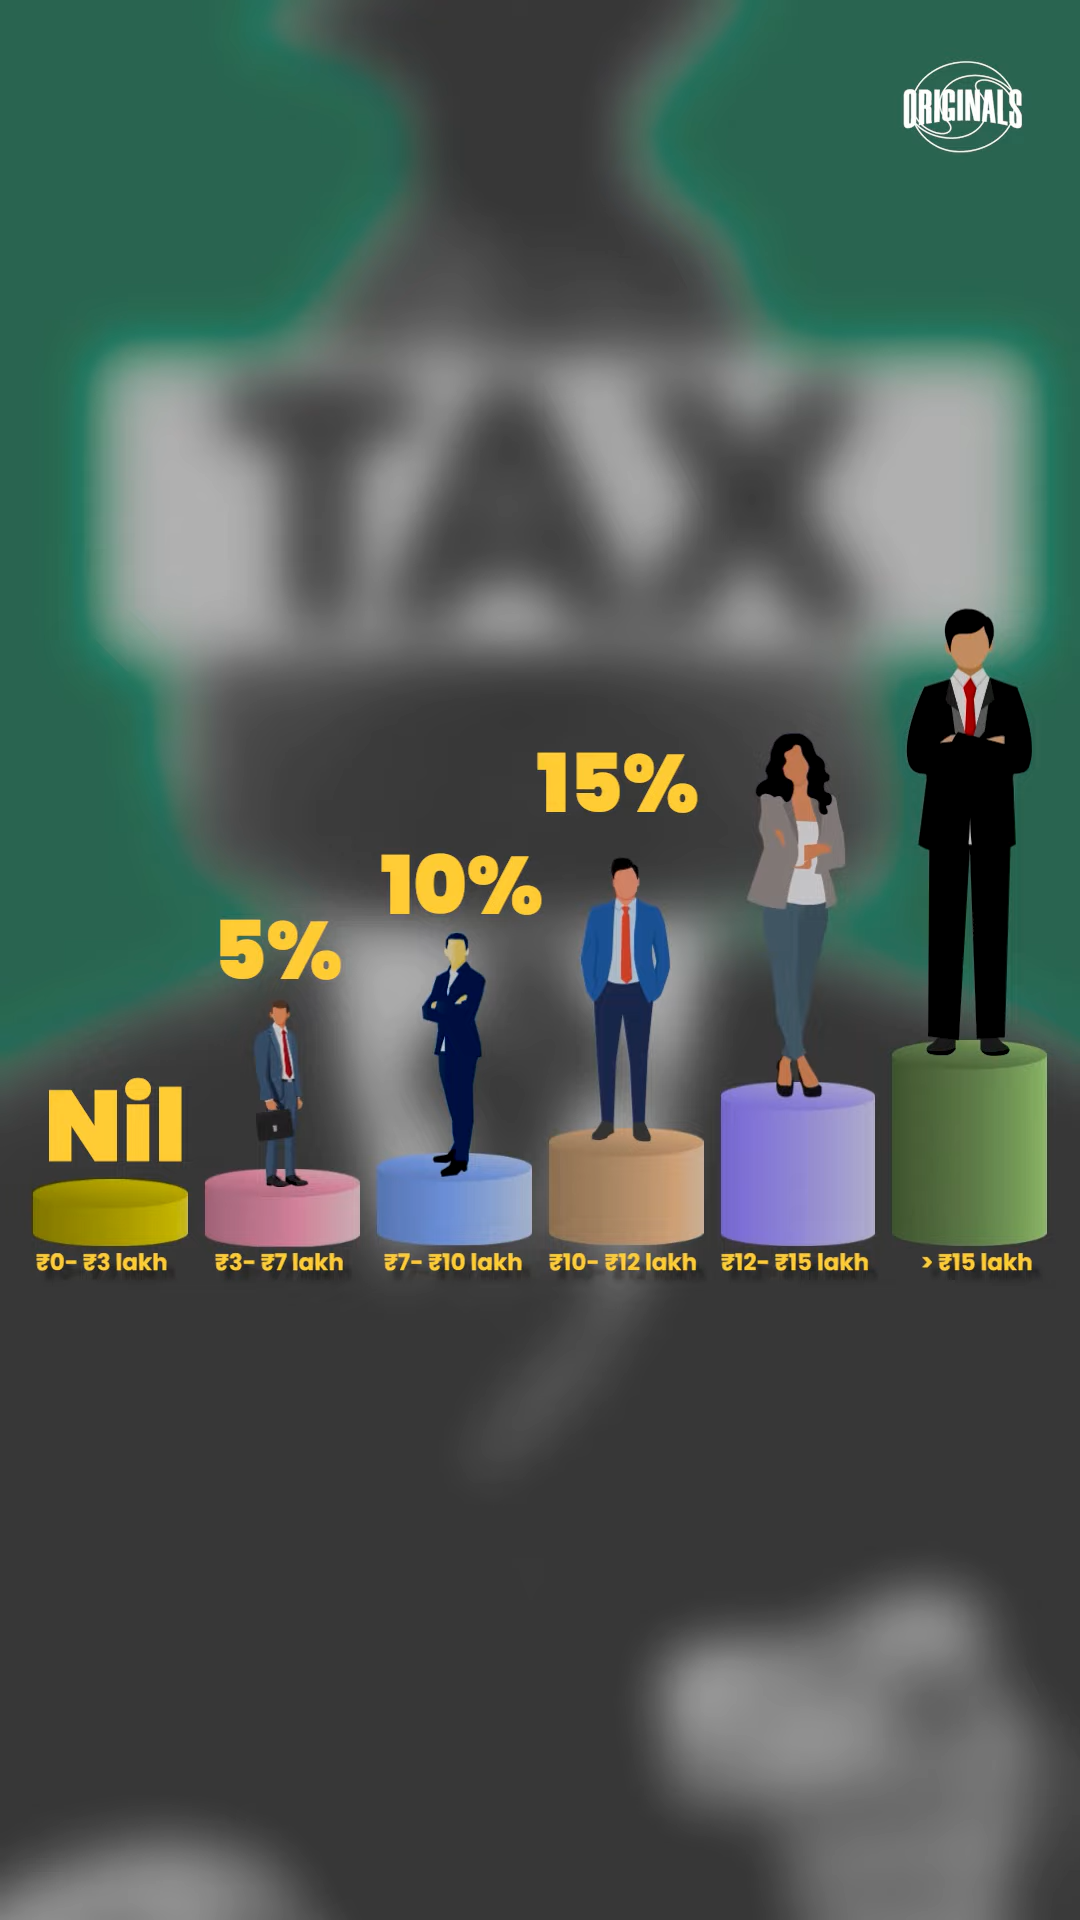 ORIGINALS
TAX
15%
10%
5%
Nil
₹0- ₹3 lakh
₹3- ₹7 lakh
₹7- ₹10 lakh
₹10- ₹12 lakh
₹12- ₹15 lakh
> ₹15 lakh